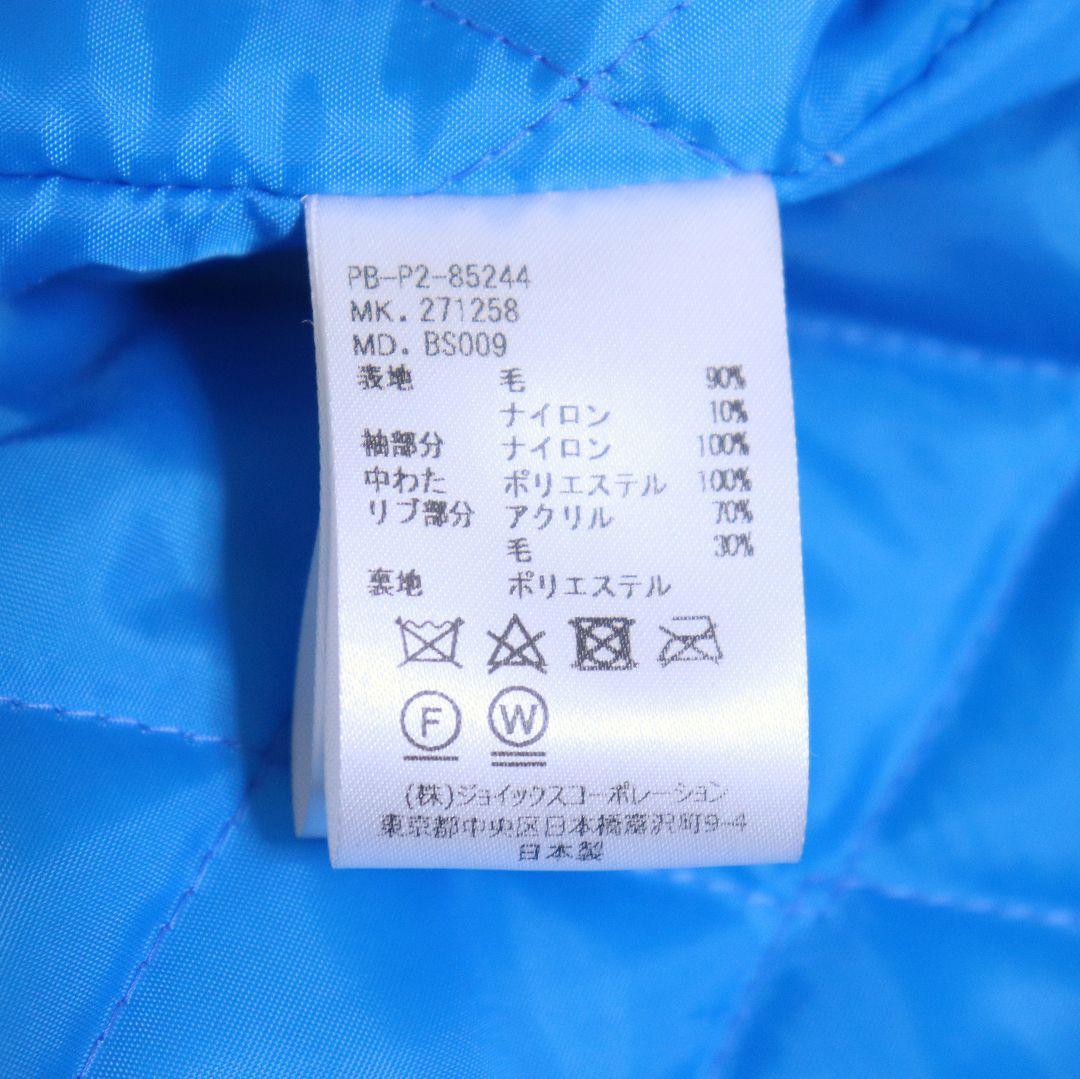 PB-P2-85244
MK. 271258
MD. BS009
表地 毛 90%
ナイロン 10%
袖部分 ナイロン 100%
中わた ポリエステル 100%
リブ部分 アクリル 70%
毛 30%
裏地 ポリエステル
F W
(株)ジョイックスコーポレーション
東京都中央区日本橋富沢町9-4
日本製